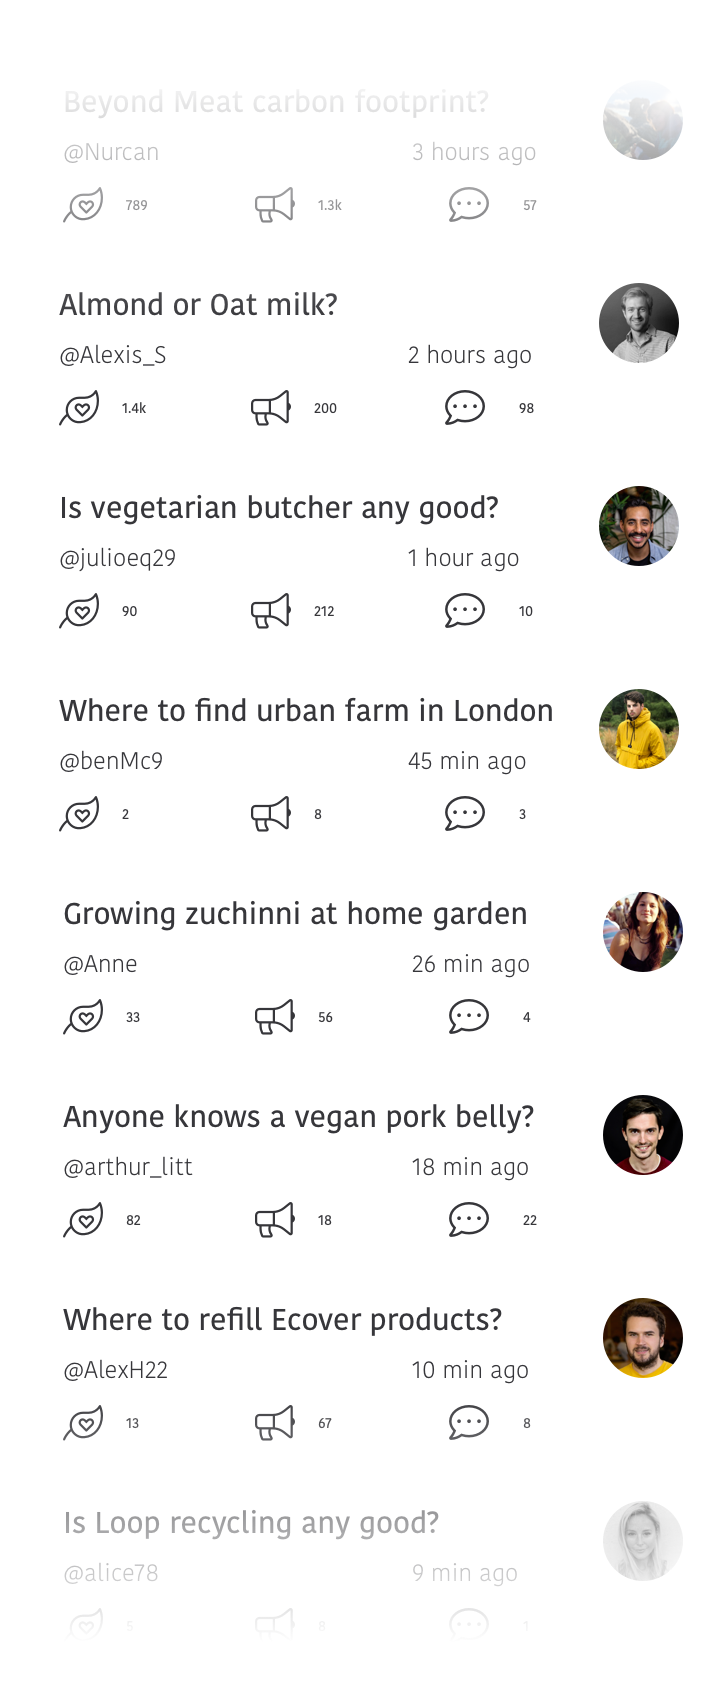 Beyond Meat carbon footprint?
@Nurcan 3 hours ago
789 1.3k 57
Almond or Oat milk?
@Alexis_S 2 hours ago
1.4k 200 98
Is vegetarian butcher any good?
@julioeq29 1 hour ago
90 212 10
Where to find urban farm in London
@benMc9 45 min ago
2 8 3
Growing zuchinni at home garden
@Anne 26 min ago
33 56 4
Anyone knows a vegan pork belly?
@arthur_litt 18 min ago
82 18 22
Where to refill Ecover products?
@AlexH22 10 min ago
13 67 8
Is Loop recycling any good?
@alice78 9 min ago
5 8 1